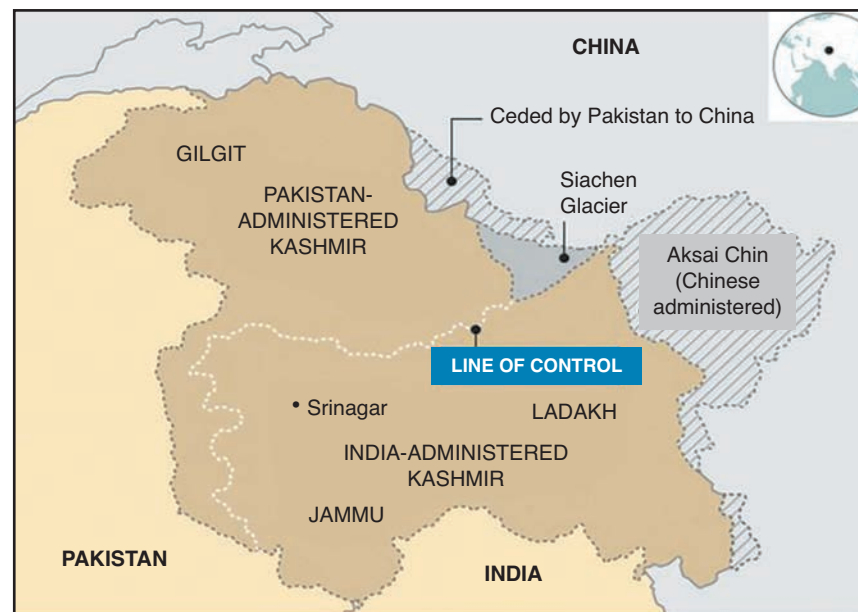 CHINA
Ceded by Pakistan to China
GILGIT
Siachen
Glacier
PAKISTAN-
ADMINISTERED
KASHMIR
Aksai Chin
(Chinese
administered)
LINE OF CONTROL
Srinagar
LADAKH
INDIA-ADMINISTERED
KASHMIR
JAMMU
PAKISTAN
INDIA